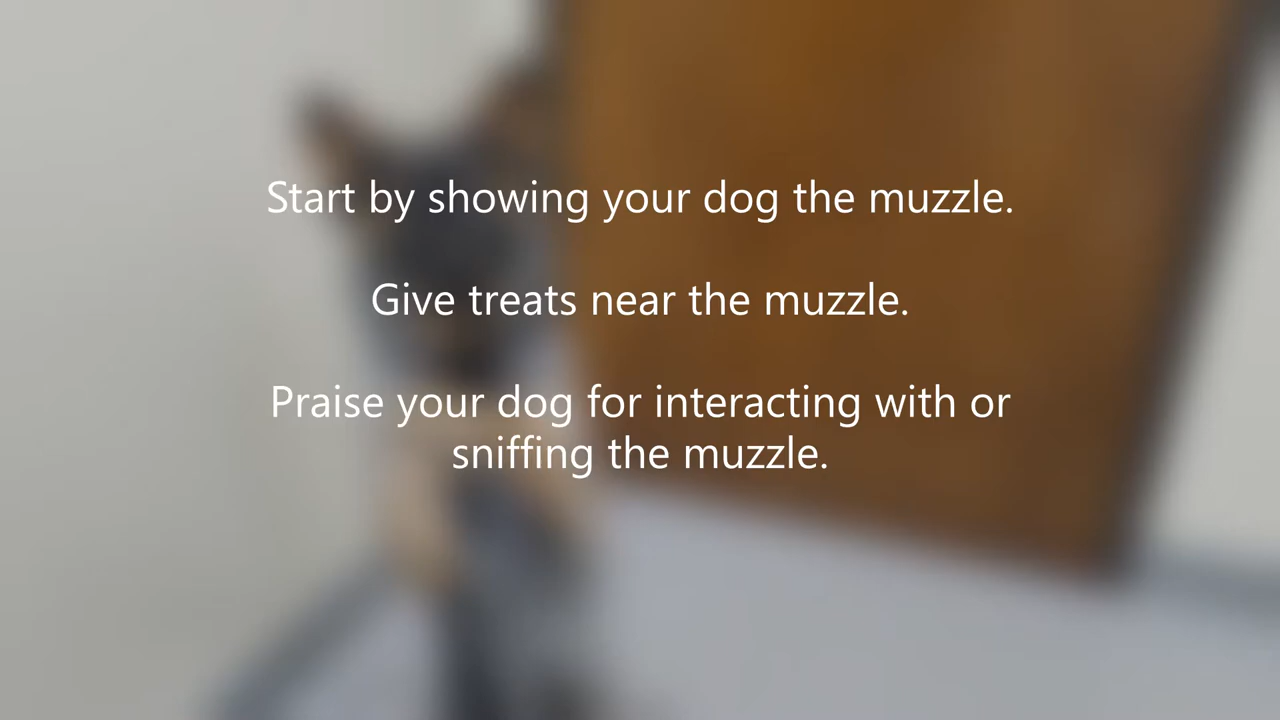 Start by showing your dog the muzzle.
Give treats near the muzzle.
Praise your dog for interacting with or
sniffing the muzzle.